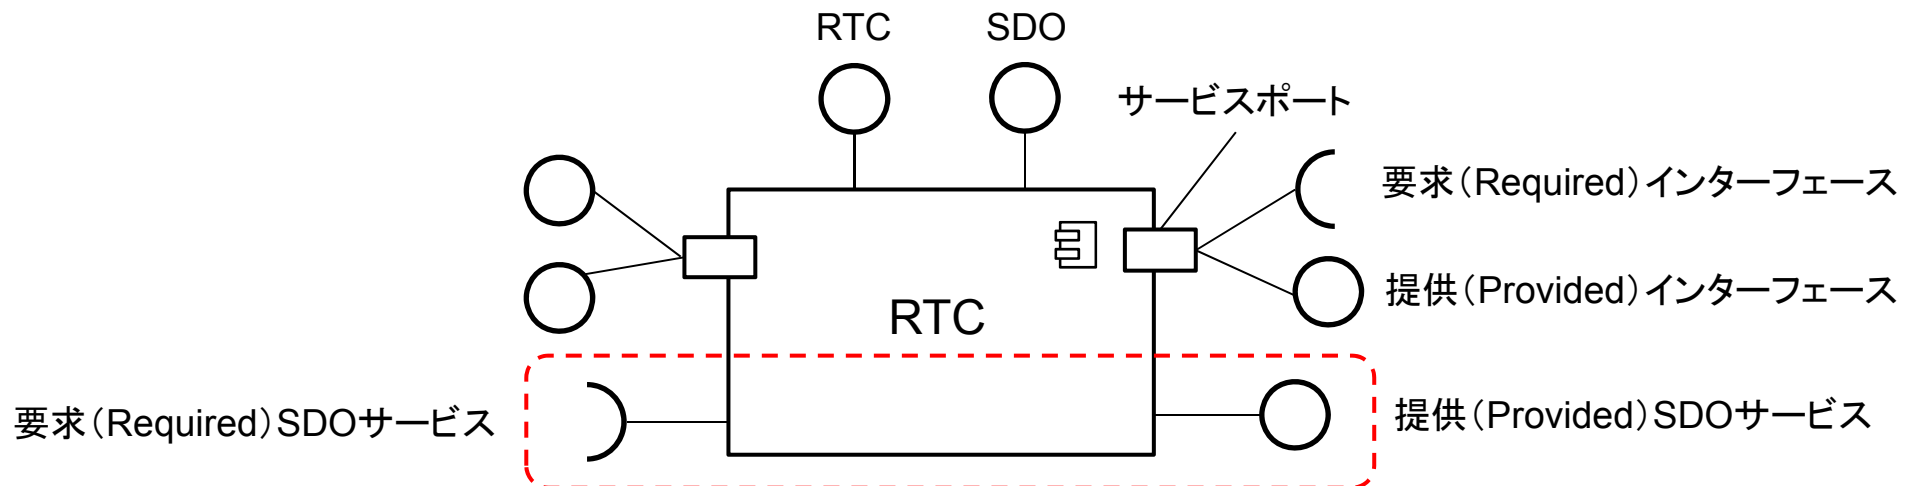 RTC
SDO
サービスポート
要求（Required）インターフェース
提供（Provided）インターフェース
RTC
要求（Required）SDOサービス
提供（Provided）SDOサービス